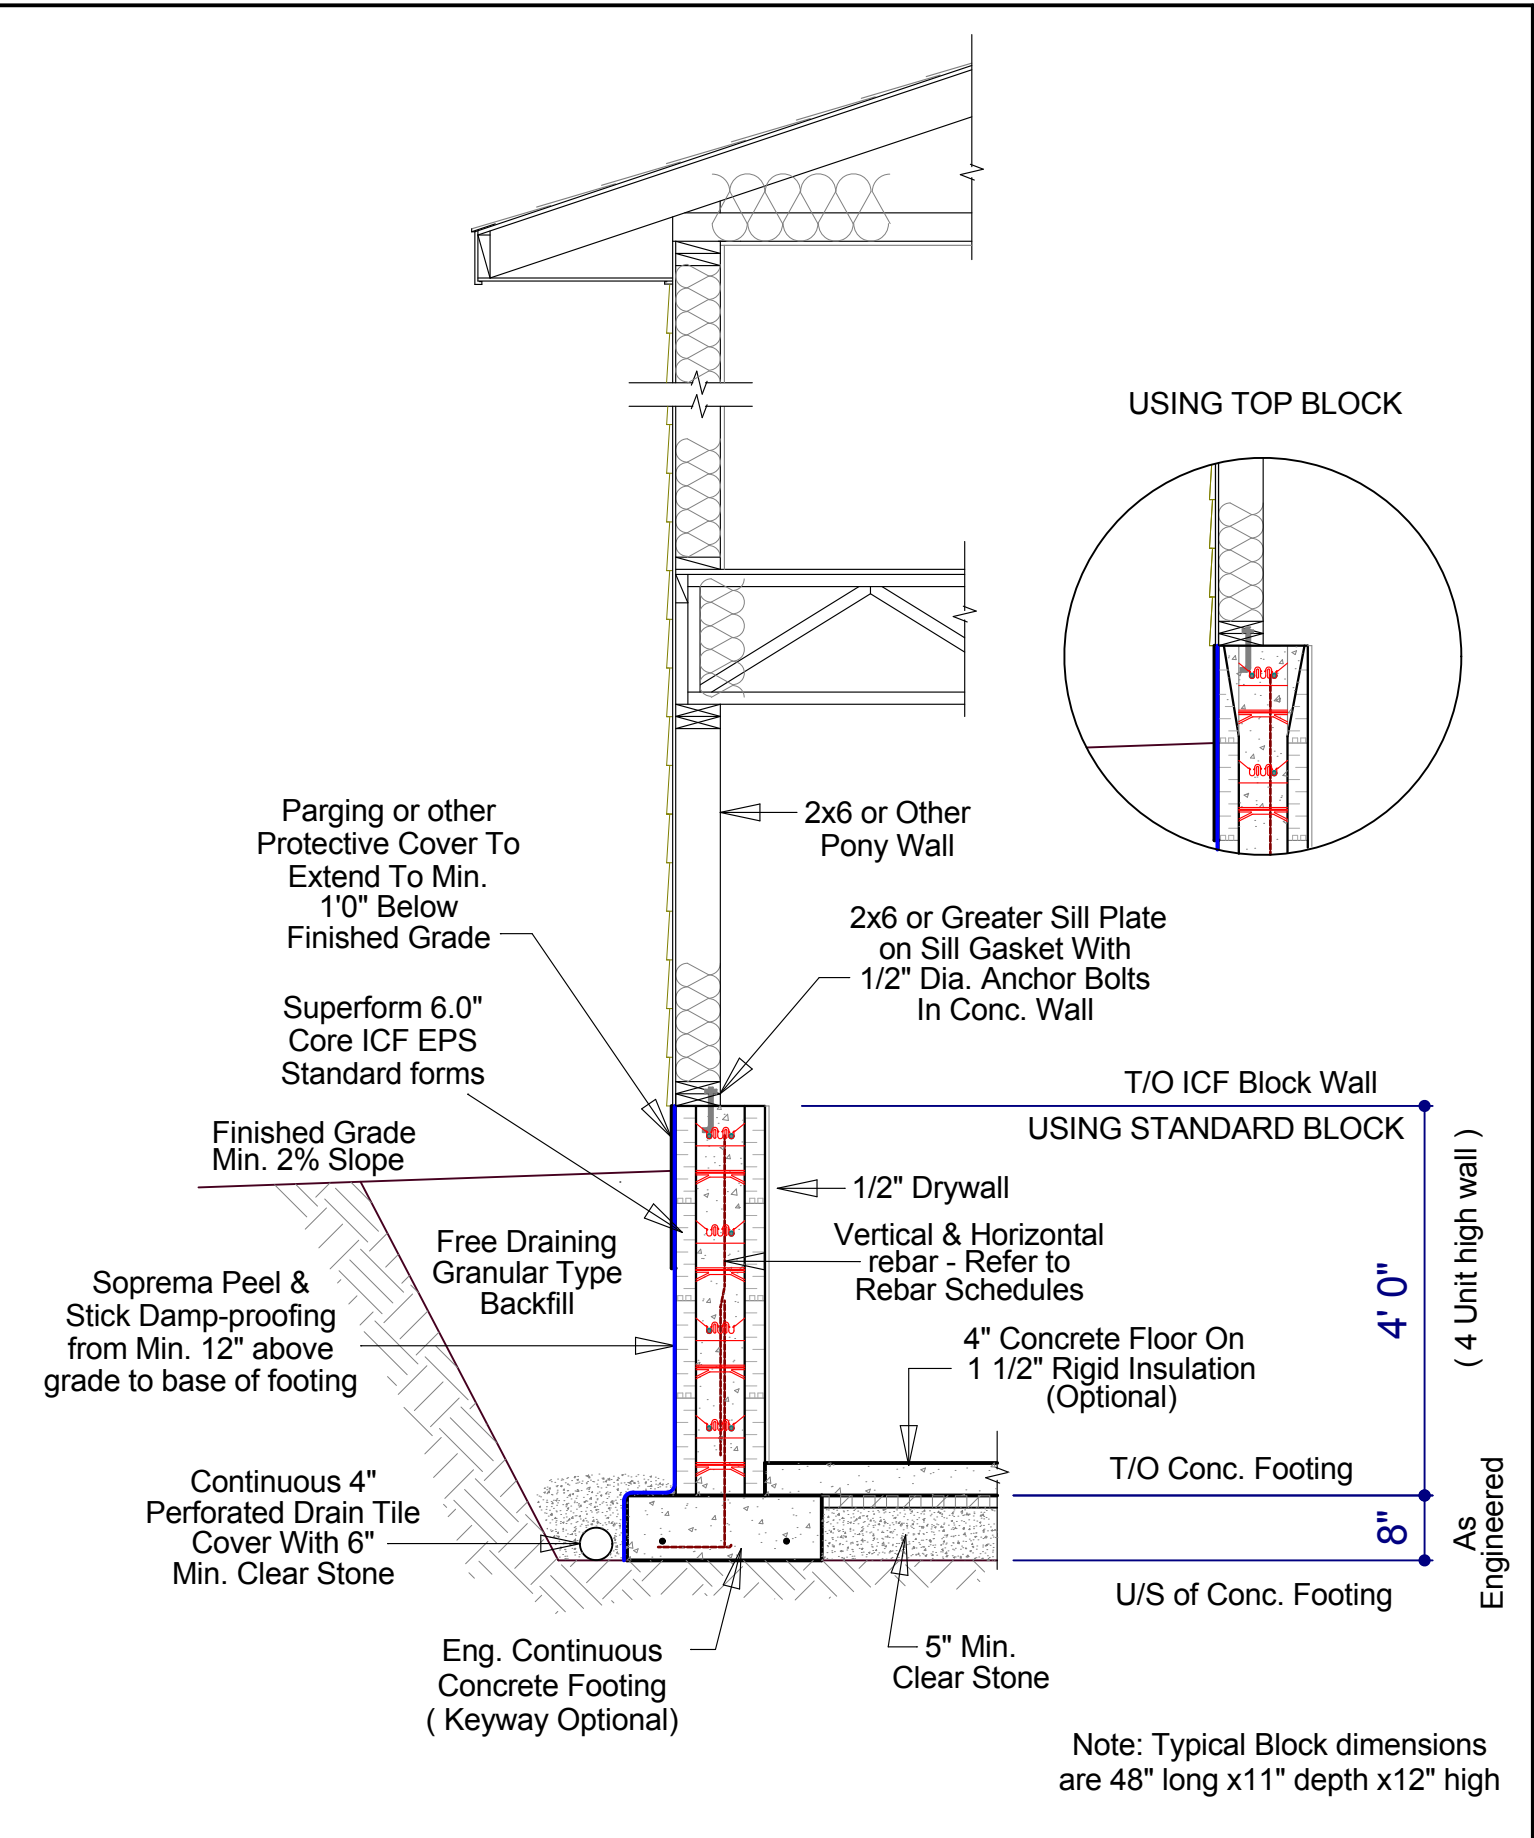 USING TOP BLOCK
Parging or other
Protective Cover To
Extend To Min.
1'0" Below
Finished Grade
2x6 or Other
Pony Wall
2x6 or Greater Sill Plate
on Sill Gasket With
1/2" Dia. Anchor Bolts
In Conc. Wall
Superform 6.0"
Core ICF EPS
Standard forms
T/O ICF Block Wall
USING STANDARD BLOCK
Finished Grade
Min. 2% Slope
1/2" Drywall
Free Draining
Granular Type
Backfill
Vertical & Horizontal
rebar - Refer to
Rebar Schedules
Soprema Peel &
Stick Damp-proofing
from Min. 12" above
grade to base of footing
4" Concrete Floor On
1 1/2" Rigid Insulation
(Optional)
4' 0"
( 4 Unit high wall )
Continuous 4"
Perforated Drain Tile
Cover With 6"
Min. Clear Stone
T/O Conc. Footing
8"
As
Engineered
U/S of Conc. Footing
Eng. Continuous
Concrete Footing
( Keyway Optional)
5" Min.
Clear Stone
Note: Typical Block dimensions
are 48" long x11" depth x12" high